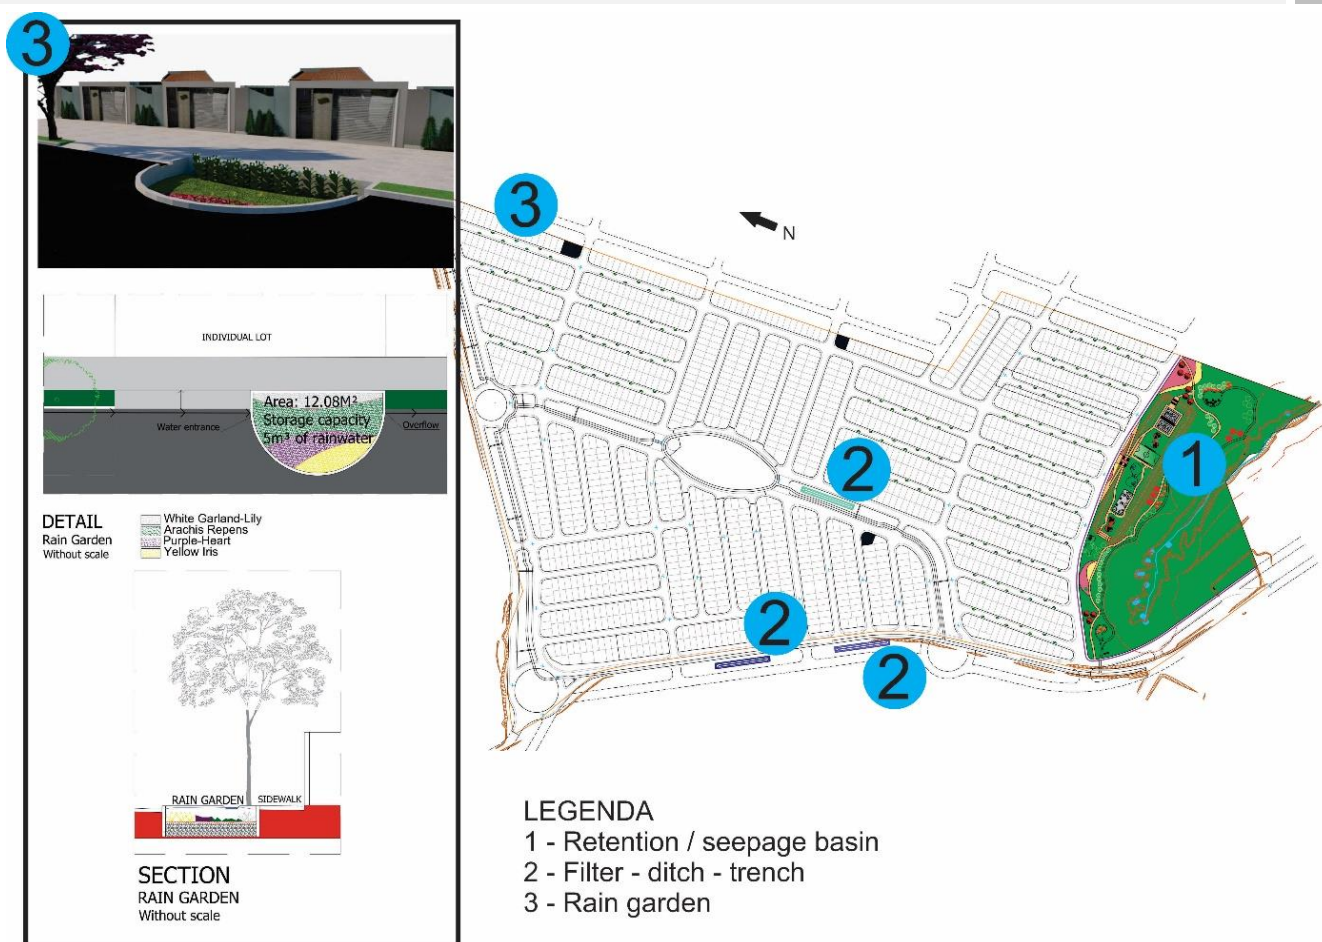 3
INDIVIDUAL LOT
Area: 12.08M²
Storage capacity
5m³ of rainwater
Water entrance
Overflow
DETAIL
Rain Garden
Without scale
White Garland-Lily
Arachis Repens
Purple-Heart
Yellow Iris
RAIN GARDEN
SIDEWALK
SECTION
RAIN GARDEN
Without scale
3
N
2
1
2
2
LEGENDA
1 - Retention / seepage basin
2 - Filter - ditch - trench
3 - Rain garden